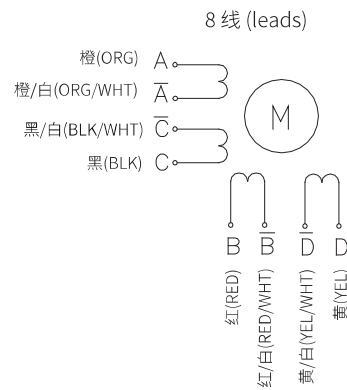 8 线 (leads)
橙(ORG) A
橙/白(ORG/WHT) A̅
黑/白(BLK/WHT) C̅
黑(BLK) C
M
B B̅ D̅ D
红(RED)
红/白(RED/WHT)
黄/白(YEL/WHT)
黄(YEL)